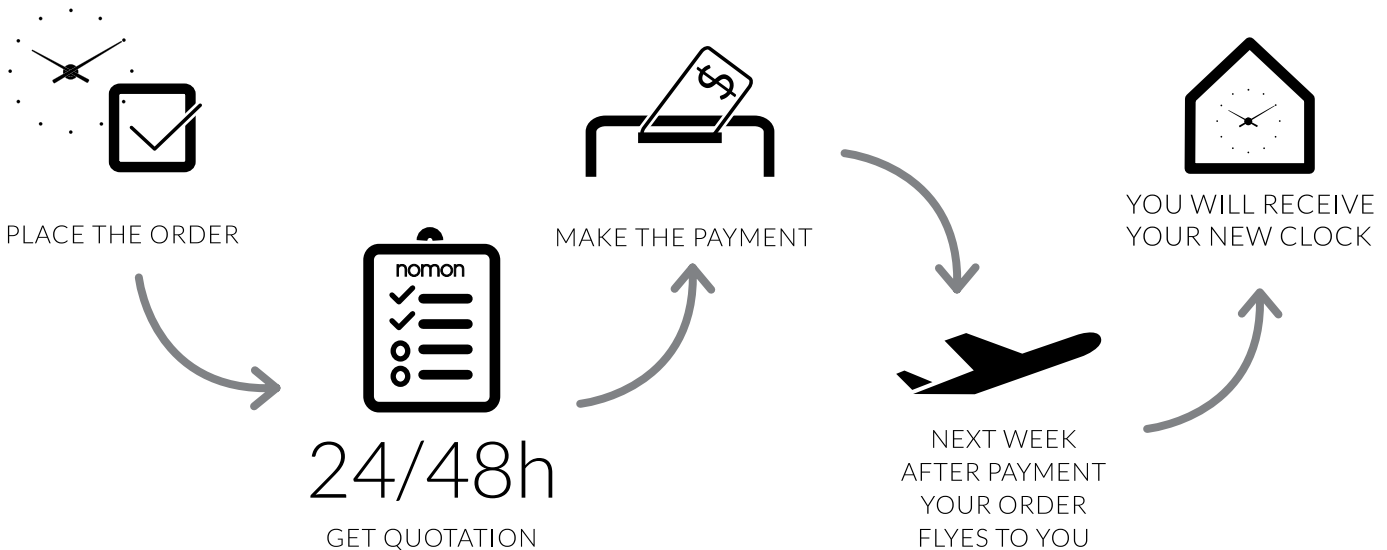 PLACE THE ORDER
nomon
24/48h
GET QUOTATION
$
MAKE THE PAYMENT
NEXT WEEK
AFTER PAYMENT
YOUR ORDER
FLYES TO YOU
YOU WILL RECEIVE
YOUR NEW CLOCK